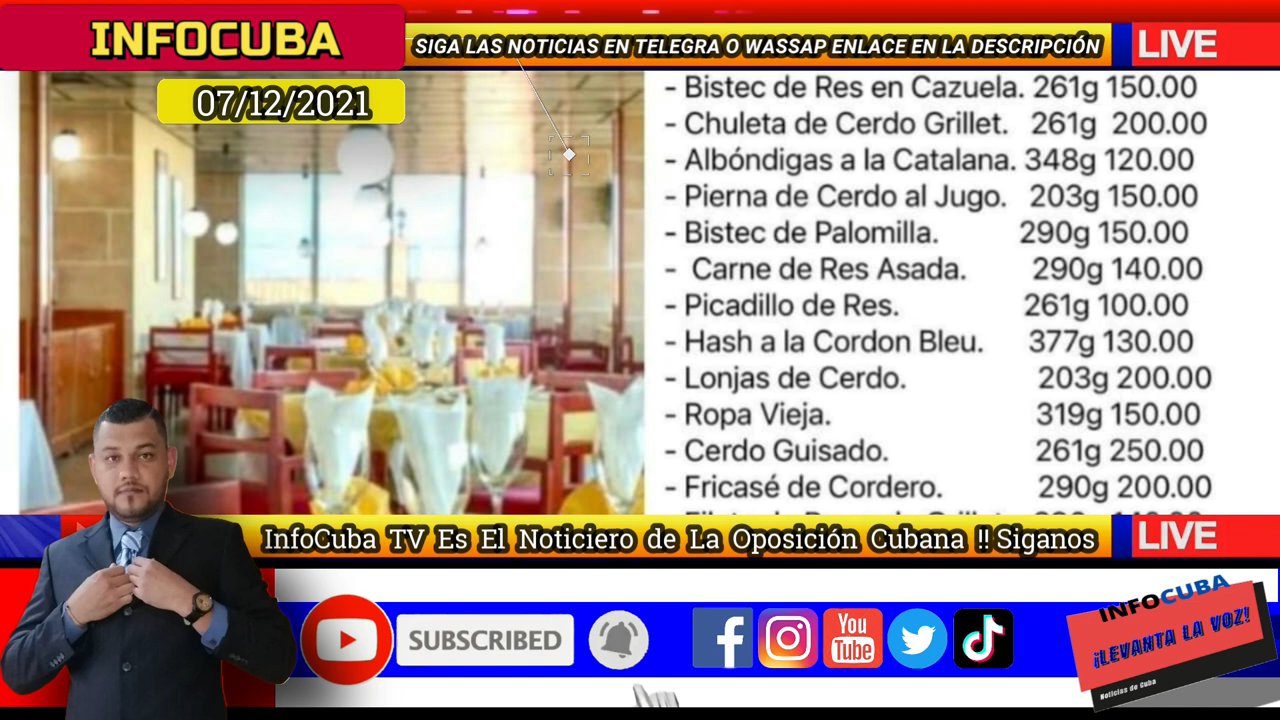 INFOCUBA
SIGA LAS NOTICIAS EN TELEGRA O WASSAP ENLACE EN LA DESCRIPCIÓN
LIVE
07/12/2021
- Bistec de Res en Cazuela. 261g 150.00
- Chuleta de Cerdo Grillet. 261g 200.00
- Albóndigas a la Catalana. 348g 120.00
- Pierna de Cerdo al Jugo. 203g 150.00
- Bistec de Palomilla. 290g 150.00
- Carne de Res Asada. 290g 140.00
- Picadillo de Res. 261g 100.00
- Hash a la Cordon Bleu. 377g 130.00
- Lonjas de Cerdo. 203g 200.00
- Ropa Vieja. 319g 150.00
- Cerdo Guisado. 261g 250.00
- Fricasé de Cordero. 290g 200.00
InfoCuba TV Es El Noticiero de La Oposición Cubana !! Siganos
LIVE
SUBSCRIBED
You
Tube
INFOCUBA
¡LEVANTA LA VOZ!
Noticias de Cuba